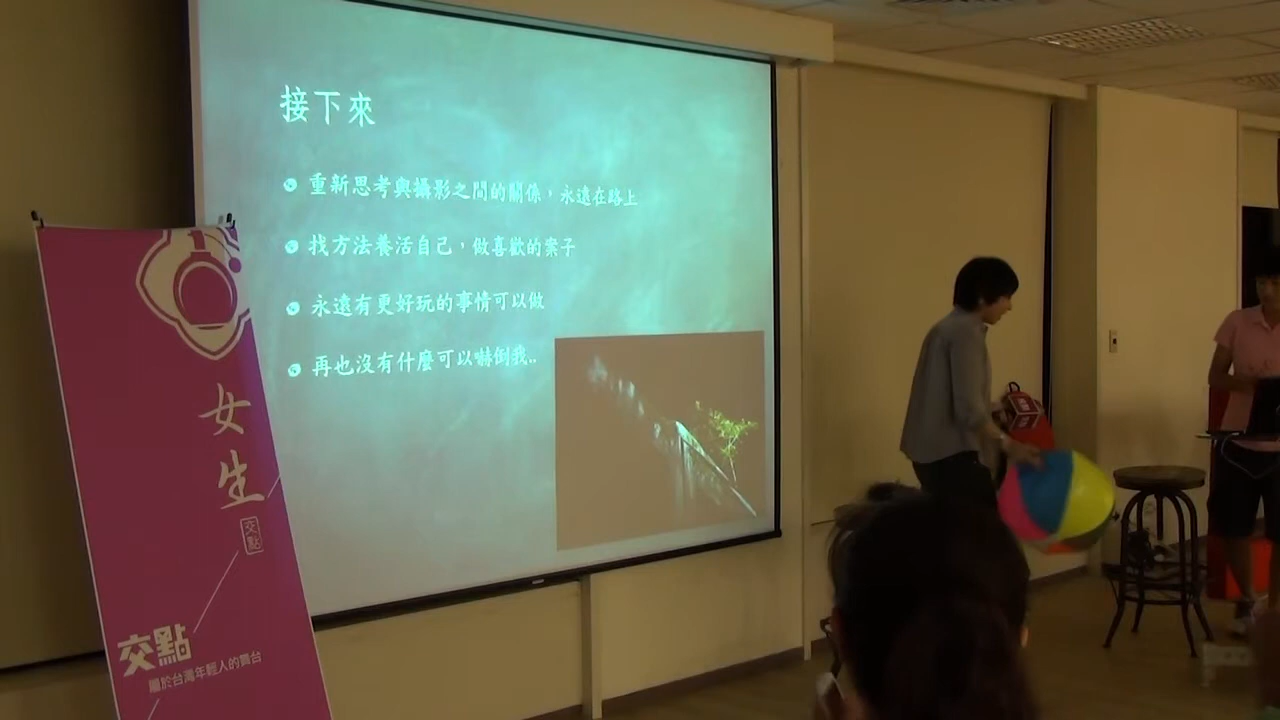 接下來
重新思考與攝影之間的關係，永遠在路上
找方法養活自己，做喜歡的案子
永遠有更好玩的事情可以做
再也沒有什麼可以嚇倒我..
女生
交點
交點
屬於台灣年輕人的舞台